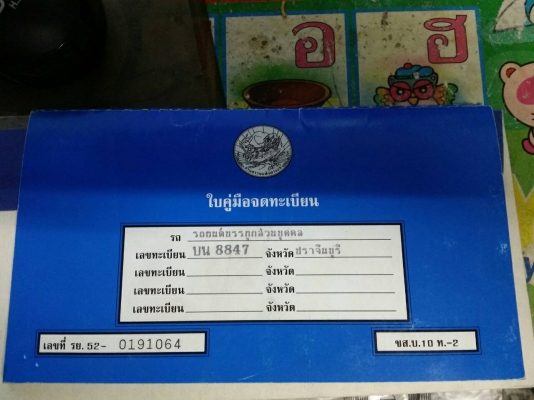 อ ฮ
ใบคู่มือจดทะเบียน
รถ รถยนต์บรรทุกส่วนบุคคล
เลขทะเบียน บน 8847 จังหวัด ปราจีนบุรี
เลขทะเบียน จังหวัด
เลขทะเบียน จังหวัด
เลขทะเบียน จังหวัด
เลขที่ รย. 52- 0191064
ขส.บ.10 ท.-2